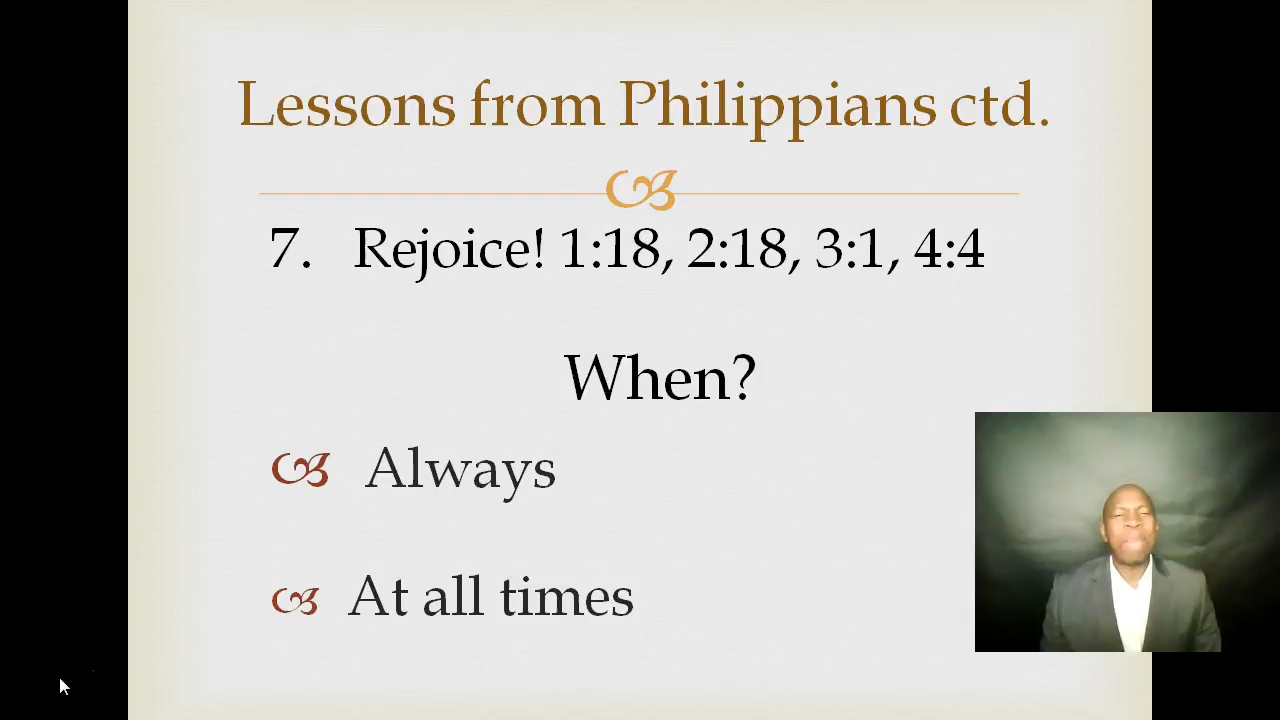 Lessons from Philippians ctd.
7. Rejoice! 1:18, 2:18, 3:1, 4:4
When?
Always
At all times